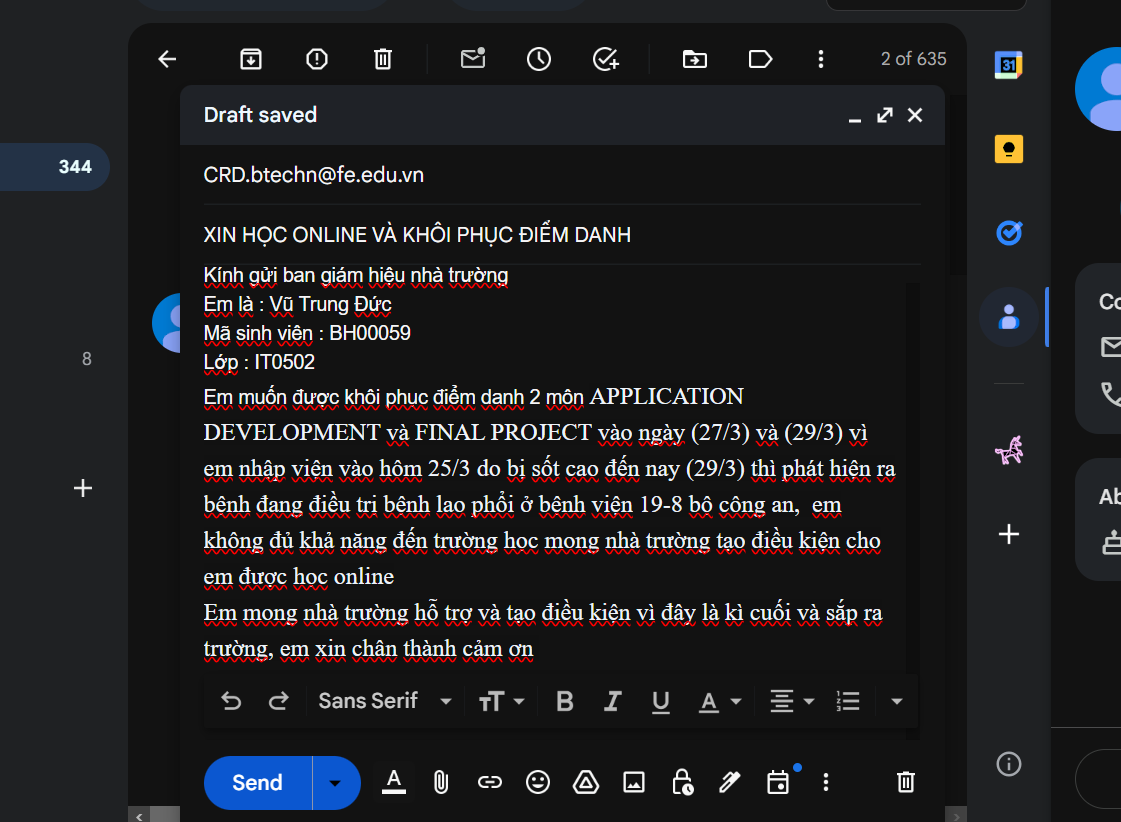 2 of 635
Draft saved
31
344
CRD.btechn@fe.edu.vn
XIN HỌC ONLINE VÀ KHÔI PHỤC ĐIỂM DANH
Kính gửi ban giám hiệu nhà trường
Em là : Vũ Trung Đức
Mã sinh viên : BH00059
Lớp : IT0502
Em muốn được khôi phục điểm danh 2 môn APPLICATION
DEVELOPMENT và FINAL PROJECT vào ngày (27/3) và (29/3) vì
em nhập viện vào hôm 25/3 do bị sốt cao đến nay (29/3) thì phát hiện ra
bệnh đang điều trị bệnh lao phổi ở bệnh viện 19-8 bộ công an,  em
không đủ khả năng đến trường học mong nhà trường tạo điều kiện cho
em được học online
Em mong nhà trường hỗ trợ và tạo điều kiện vì đây là kì cuối và sắp ra
trường, em xin chân thành cảm ơn
8
Sans Serif
Send
Co
Ab